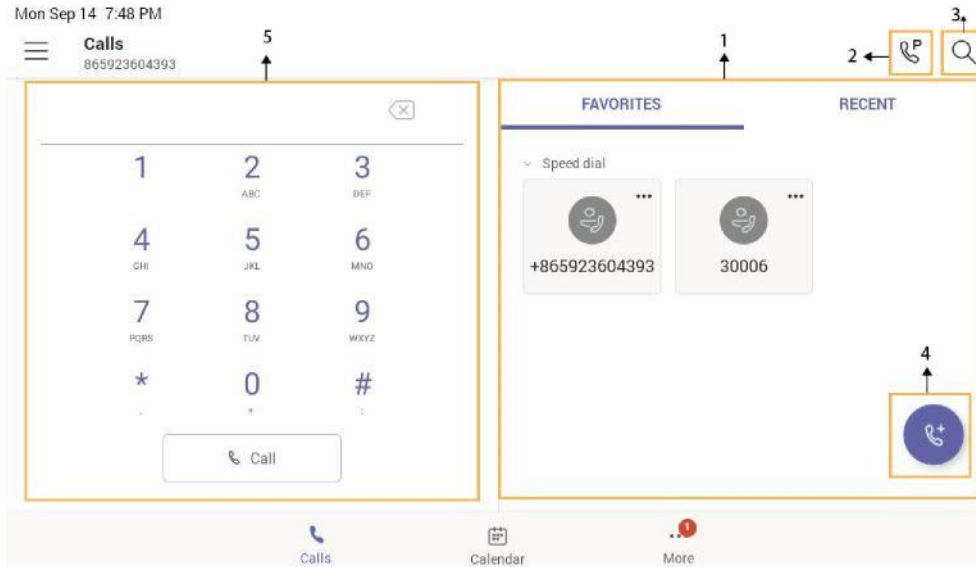 Mon Sep 14 7:48 PM
3
Calls
865923604393
5
1
2
P
FAVORITES
RECENT
Speed dial
+865923604393
30006
1
2
ABC
3
DEF
4
GHI
5
JKL
6
MNO
7
PQRS
8
TUV
9
WXYZ
*
,
0
+
#
;
4
Call
Calls
Calendar
1
More